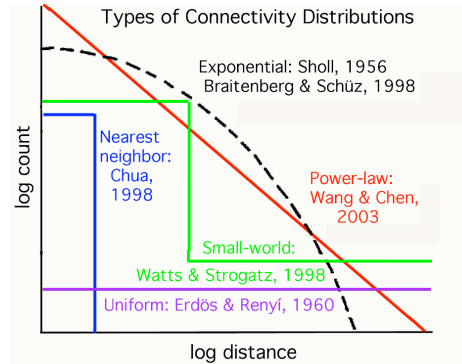 Types of Connectivity Distributions
Exponential: Sholl, 1956
Braitenberg & Schüz, 1998
Nearest
neighbor:
Chua,
1998
Power-law:
Wang & Chen,
2003
Small-world:
Watts & Strogatz, 1998
Uniform: Erdös & Renyí, 1960
log count
log distance